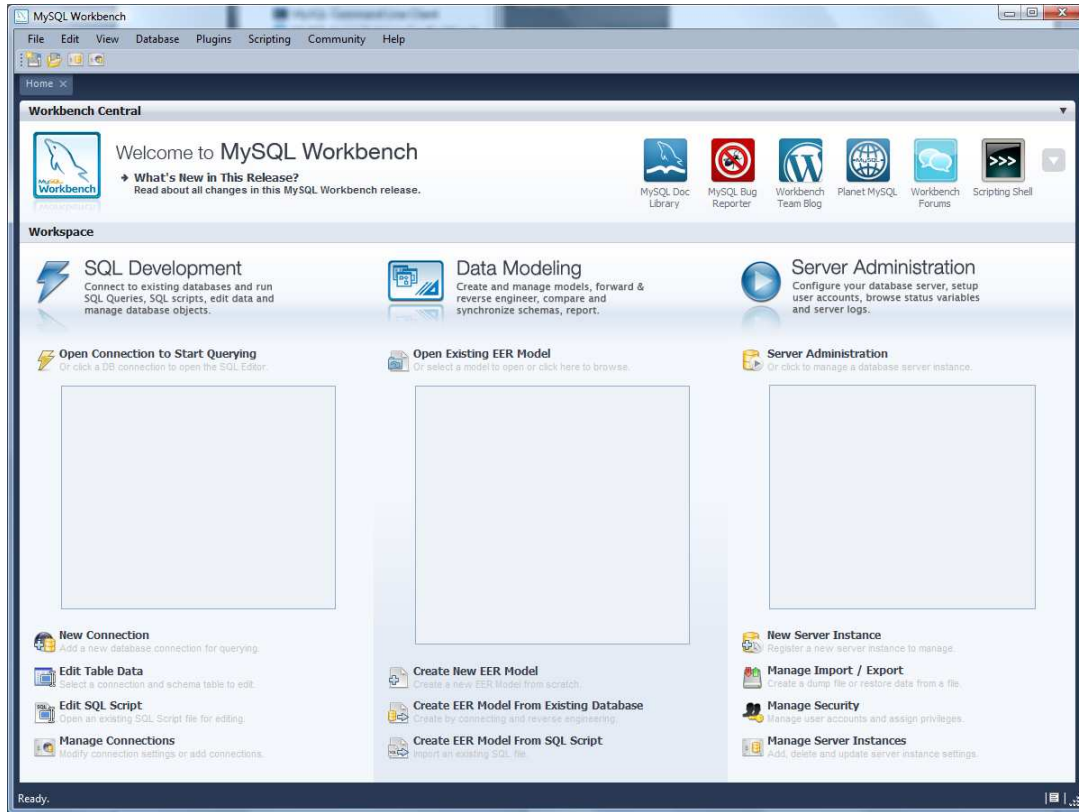 MySQL Workbench
File Edit View Database Plugins Scripting Community Help
Home
Workbench Central
MySQL
Workbench
Welcome to MySQL Workbench
What's New in This Release?
Read about all changes in this MySQL Workbench release.
MySQL Doc
Library
MySQL Bug
Reporter
Workbench
Team Blog
MySQL
Planet MySQL
Workbench
Forums
>>>
Scripting Shell
Workspace
SQL Development
Connect to existing databases and run
SQL Queries, SQL scripts, edit data and
manage database objects.
Open Connection to Start Querying
Or click a DB connection to open the SQL Editor.
New Connection
Add a new database connection for querying.
Edit Table Data
Select a connection and schema table to edit.
Edit SQL Script
Open an existing SQL Script file for editing.
Manage Connections
Modify connection settings or add connections.
Data Modeling
Create and manage models, forward &
reverse engineer, compare and
synchronize schemas, report.
Open Existing EER Model
Or select a model to open or click here to browse.
Create New EER Model
Create a new EER Model from scratch.
Create EER Model From Existing Database
Create by connecting and reverse engineering.
Create EER Model From SQL Script
Import an existing SQL file.
Server Administration
Configure your database server, setup
user accounts, browse status variables
and server logs.
Server Administration
Or click to manage a database server instance.
New Server Instance
Register a new server instance to manage.
Manage Import / Export
Create a dump file or restore data from a file.
Manage Security
Manage user accounts and assign privileges.
Manage Server Instances
Add, delete and update server instance settings.
Ready.